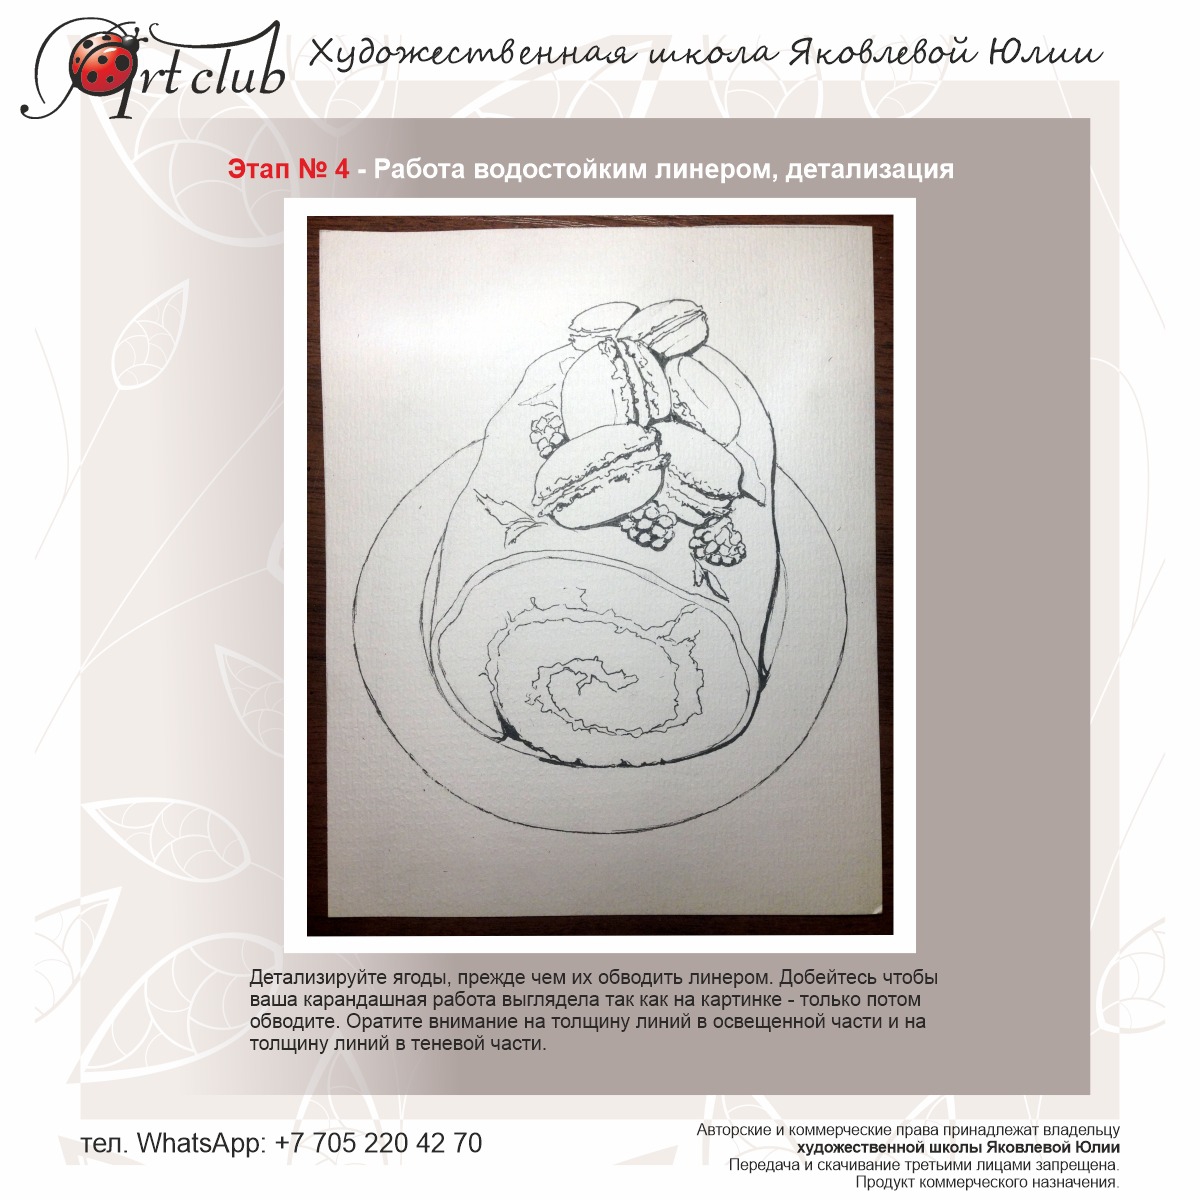 Art club
Художественная школа Яковлевой Юлии
Этап № 4 - Работа водостойким линером, детализация
Детализируйте ягоды, прежде чем их обводить линером. Добейтесь чтобы
ваша карандашная работа выглядела так как на картинке - только потом
обводите. Оратите внимание на толщину линий в освещенной части и на
толщину линий в теневой части.
тел. WhatsApp: +7 705 220 42 70
Авторские и коммерческие права принадлежат владельцу
художественной школы Яковлевой Юлии
Передача и скачивание третьими лицами запрещена.
Продукт коммерческого назначения.